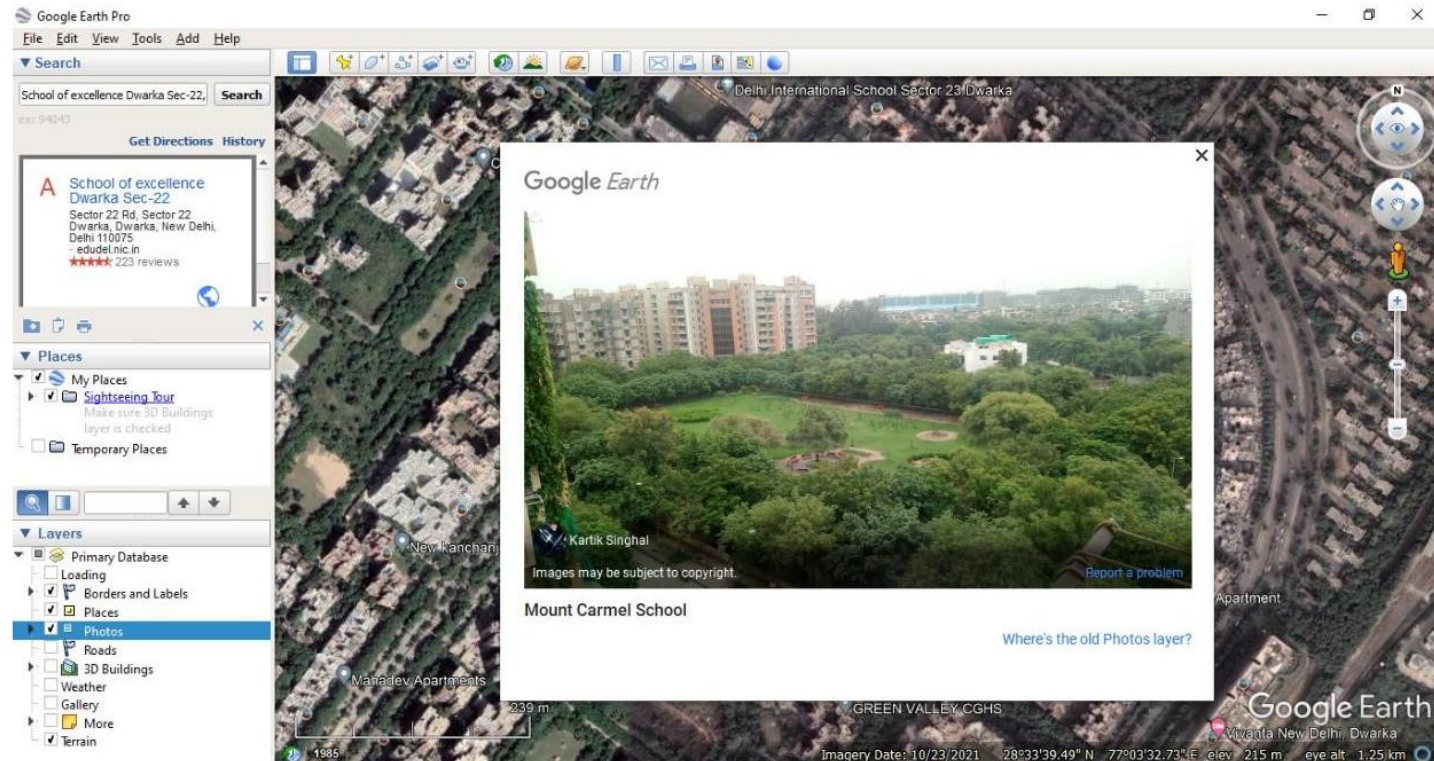 Google Earth Pro
File Edit View Tools Add Help
Search
School of excellence Dwarka Sec-22, Search
ex: 94043
Get Directions History
A School of excellence
Dwarka Sec-22
Sector 22 Rd, Sector 22
Dwarka, Dwarka, New Delhi,
Delhi 110075
- edudel.nic.in
223 reviews
Places
My Places
Sightseeing Tour
Make sure 3D Buildings
layer is checked
Temporary Places
Layers
Primary Database
Loading
Borders and Labels
Places
Photos
Roads
3D Buildings
Weather
Gallery
More
Terrain
Delhi International School Sector 23 Dwarka
N
Google Earth
Kartik Singhal
Images may be subject to copyright.
Report a problem
Mount Carmel School
Where's the old Photos layer?
New kanchanj
Apartment
Mahadev Apartments
239 m
GREEN VALLEY CGHS
Google Earth
Vivanta New Delhi, Dwarka
1985
Imagery Date: 10/23/2021 28°33'39.49" N 77°03'32.73" E elev 215 m eye alt 1.25 km